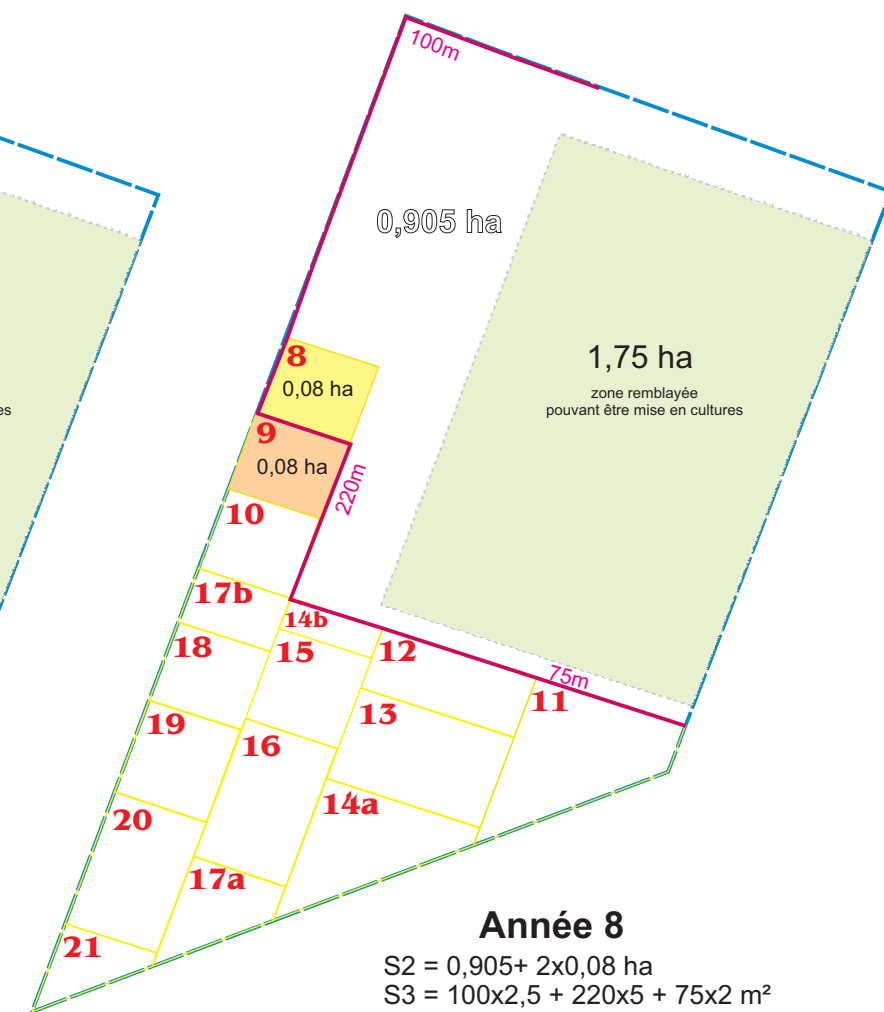 100m
0,905 ha
1,75 ha
zone remblayée
pouvant être mise en cultures
es
8
0,08 ha
9
0,08 ha
220m
10
17b
14b
12
18
15
75m
11
13
19
16
14a
20
17a
21
Année 8
S2 = 0,905+ 2x0,08 ha
S3 = 100x2,5 + 220x5 + 75x2 m²